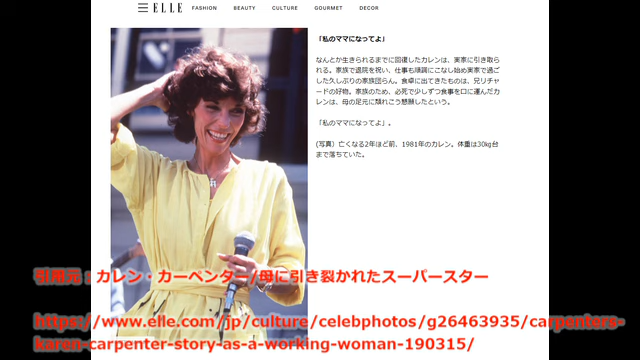 ELLE FASHION BEAUTY CULTURE GOURMET DECOR
「私のママになってよ」
なんとか生きられるまでに回復したカレンは、実家に引き取ら
れる。家族で退院を祝い、仕事も順調にこなし始め実家で過ご
した久しぶりの家族団らん。食卓に出てきたものは、兄リチャ
ードの好物。家族のため、必死で少しずつ食事を口に運んだカ
レンは、母の足元に頽れこう懇願したという。
「私のママになってよ」。
(写真）亡くなる2年ほど前、1981年のカレン。体重は30kg台
まで落ちていた。
引用元：カレン・カーペンター/母に引き裂かれたスーパースター
https://www.elle.com/jp/culture/celebphotos/g26463935/carpenters-
karen-carpenter-story-as-a-working-woman-190315/